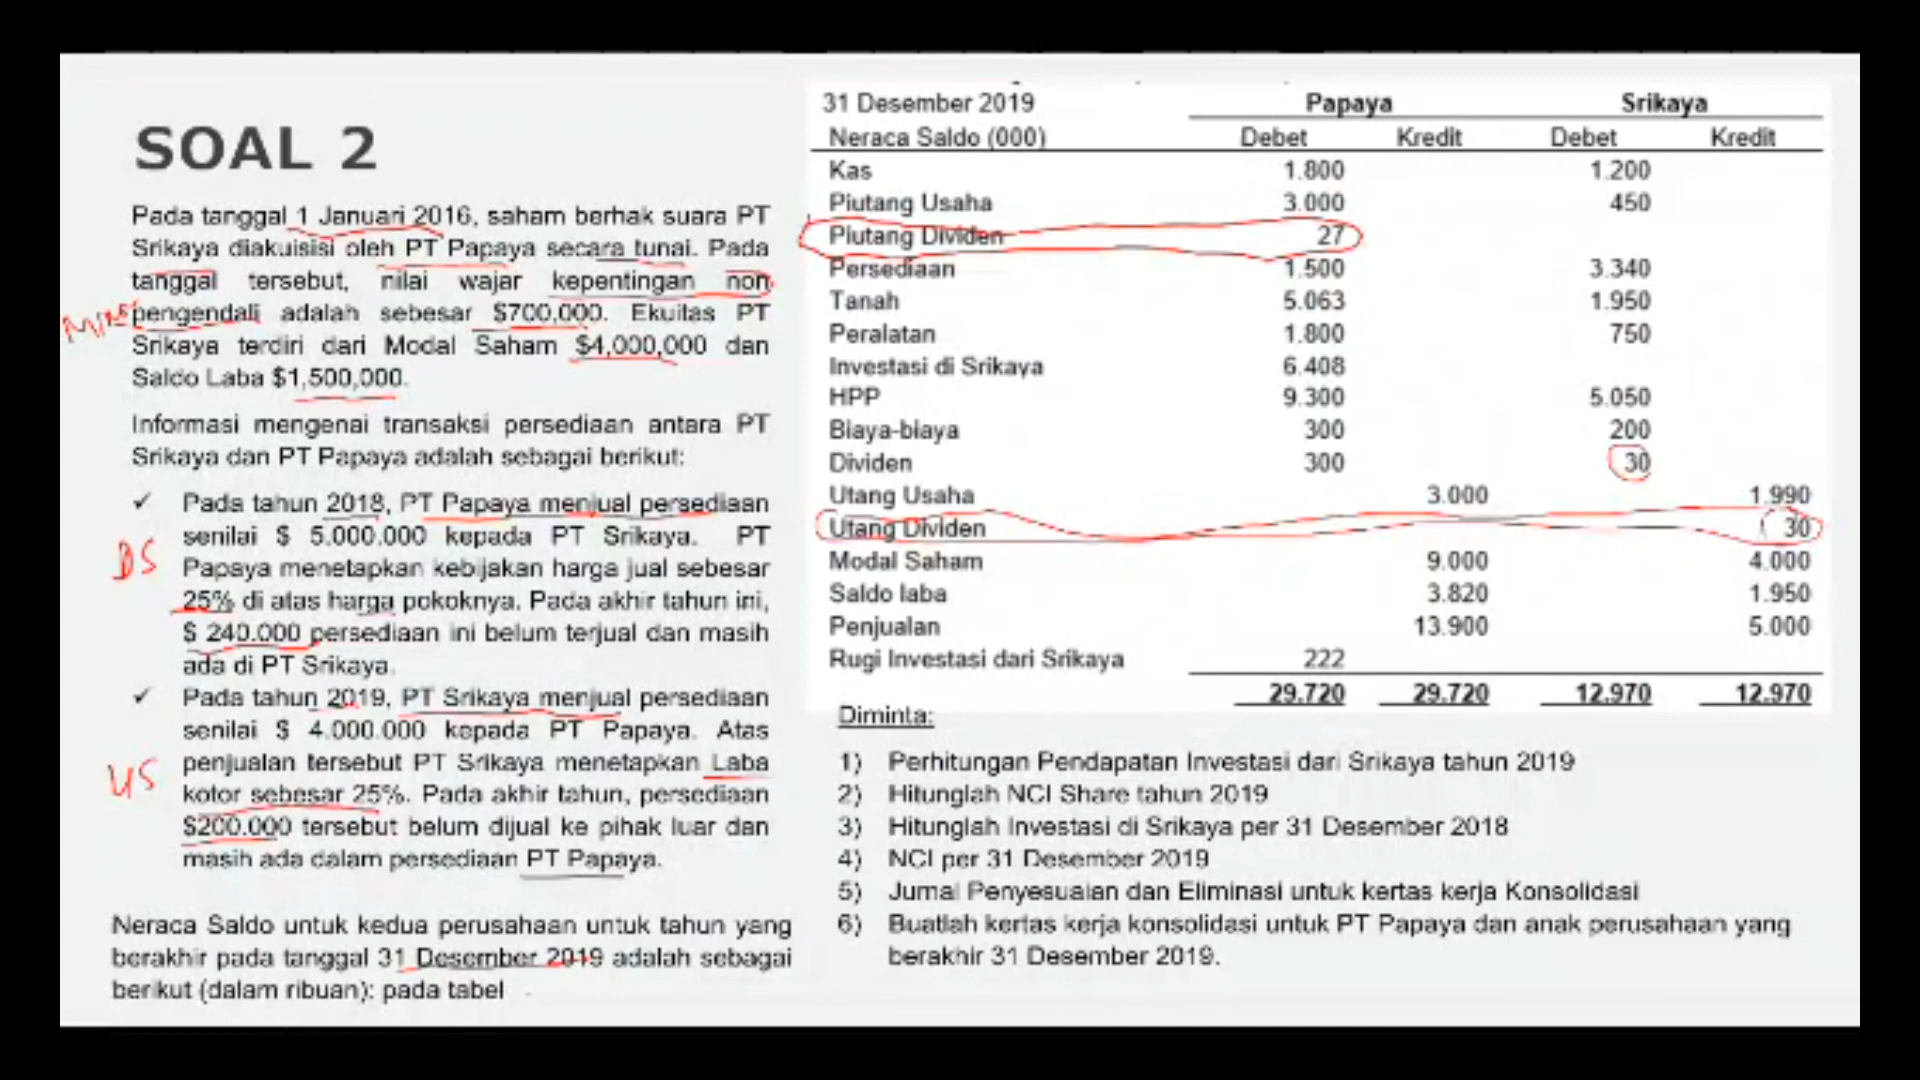 SOAL 2
Pada tanggal 1 Januari 2016, saham berhak suara PT
Srikaya diakuisisi oleh PT Papaya secara tunai. Pada
tanggal tersebut, nilai wajar kepentingan non
pengendali adalah sebesar $700,000. Ekuitas PT
Srikaya terdiri dari Modal Saham $4,000,000 dan
Saldo Laba $1,500,000.
Informasi mengenai transaksi persediaan antara PT
Srikaya dan PT Papaya adalah sebagai berikut:
✓ Pada tahun 2018, PT Papaya menjual persediaan
senilai $ 5.000.000 kepada PT Srikaya. PT
DS
Papaya menetapkan kebijakan harga jual sebesar
25% di atas harga pokoknya. Pada akhir tahun ini,
$ 240.000 persediaan ini belum terjual dan masih
ada di PT Srikaya.
✓ Pada tahun 2019, PT Srikaya menjual persediaan
senilai $ 4.000.000 kepada PT Papaya. Atas
penjualan tersebut PT Srikaya menetapkan Laba
US
kotor sebesar 25%. Pada akhir tahun, persediaan
$200.000 tersebut belum dijual ke pihak luar dan
masih ada dalam persediaan PT Papaya.
Neraca Saldo untuk kedua perusahaan untuk tahun yang
berakhir pada tanggal 31 Desember 2019 adalah sebagai
berikut (dalam ribuan): pada tabel
31 Desember 2019 Papaya Srikaya
Neraca Saldo (000) Debet Kredit Debet Kredit
Kas 1.800 1.200
Piutang Usaha 3.000 450
Piutang Dividen 27
Persediaan 1.500 3.340
Tanah 5.063 1.950
Peralatan 1.800 750
Investasi di Srikaya 6.408
HPP 9.300 5.050
Biaya-biaya 300 200
Dividen 300 30
Utang Usaha 3.000 1.990
Utang Dividen 30
Modal Saham 9.000 4.000
Saldo laba 3.820 1.950
Penjualan 13.900 5.000
Rugi Investasi dari Srikaya 222
29.720 29.720 12.970 12.970
Diminta:
1) Perhitungan Pendapatan Investasi dari Srikaya tahun 2019
2) Hitunglah NCI Share tahun 2019
3) Hitunglah Investasi di Srikaya per 31 Desember 2018
4) NCI per 31 Desember 2019
5) Jurnal Penyesuaian dan Eliminasi untuk kertas kerja Konsolidasi
6) Buatlah kertas kerja konsolidasi untuk PT Papaya dan anak perusahaan yang
berakhir 31 Desember 2019.